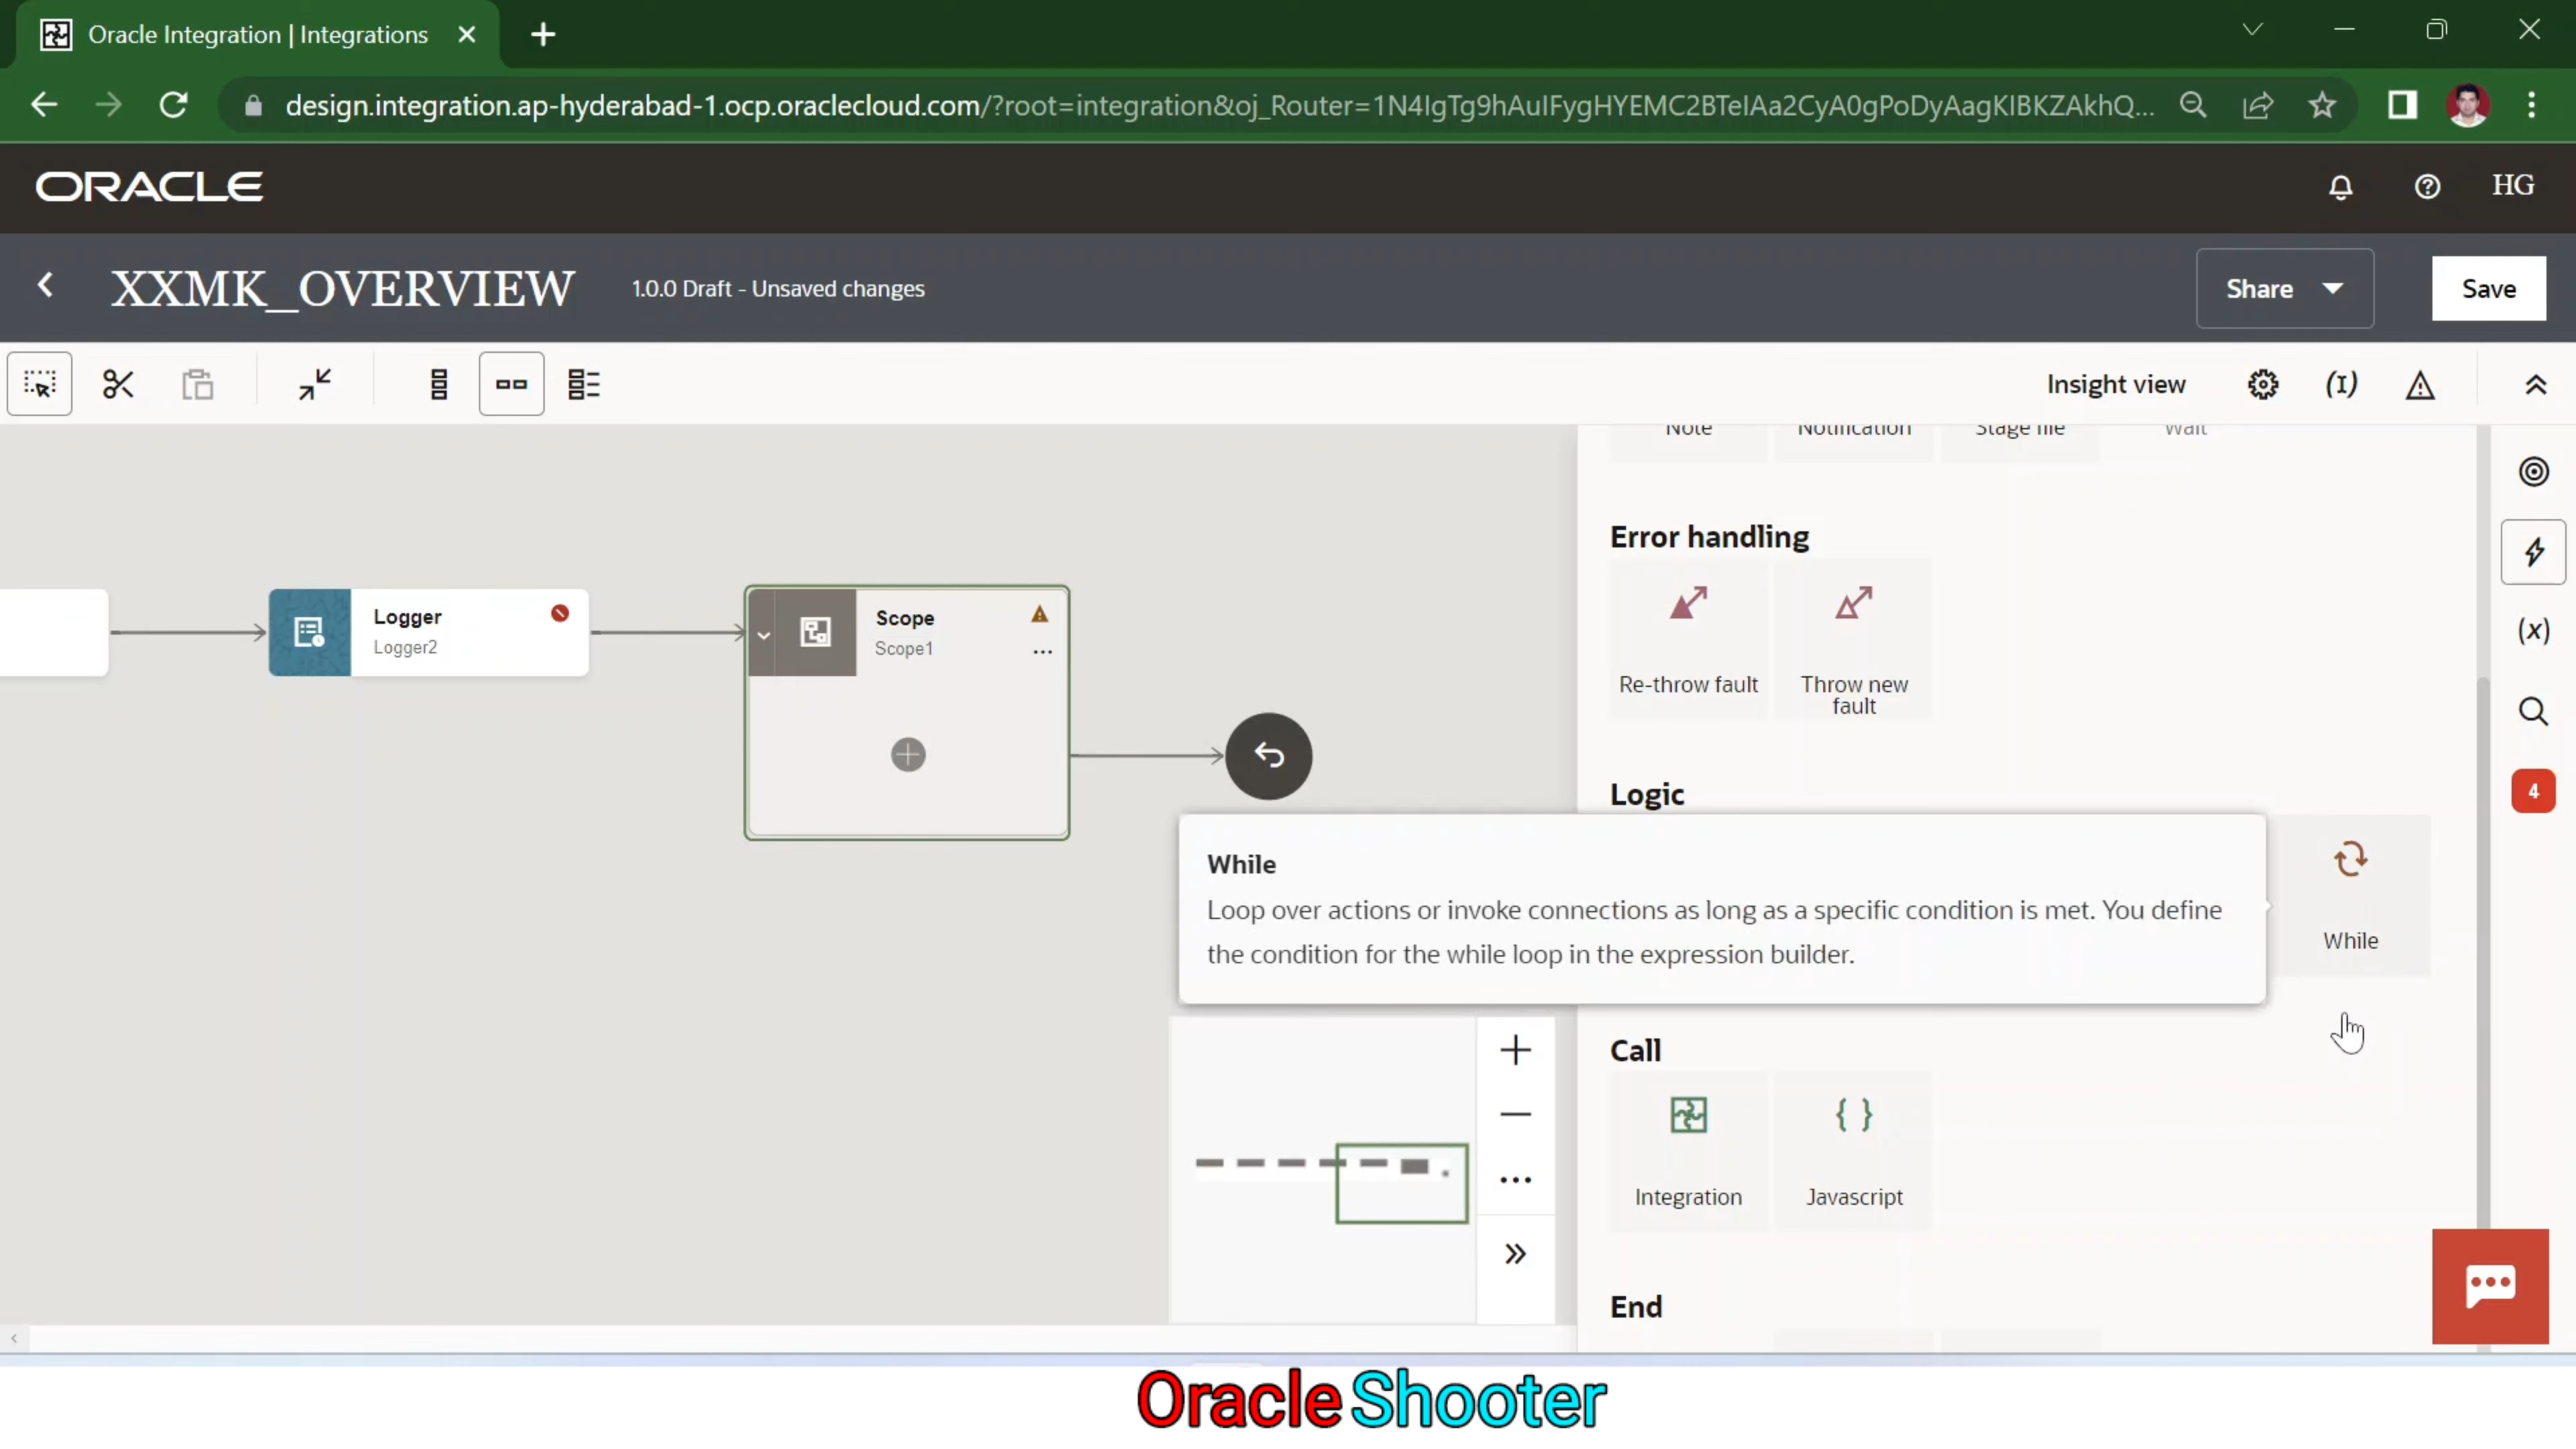 Oracle Integration | Integrations
design.integration.ap-hyderabad-1.ocp.oraclecloud.com/?root=integration&oj_Router=1N4IgTg9hAuIFygHYEMC2BTeIAa2CyA0gPoDyAagKIBKZAkhQ...
ORACLE
HG
XXMK_OVERVIEW
1.0.0 Draft - Unsaved changes
Share
Save
Insight view
Note Notification Stage file Wait
Error handling
Logger
Logger2
Scope
Scope1
Re-throw fault
Throw new
fault
Logic
4
While
Loop over actions or invoke connections as long as a specific condition is met. You define
the condition for the while loop in the expression builder.
While
Call
Integration
Javascript
End
Oracle Shooter